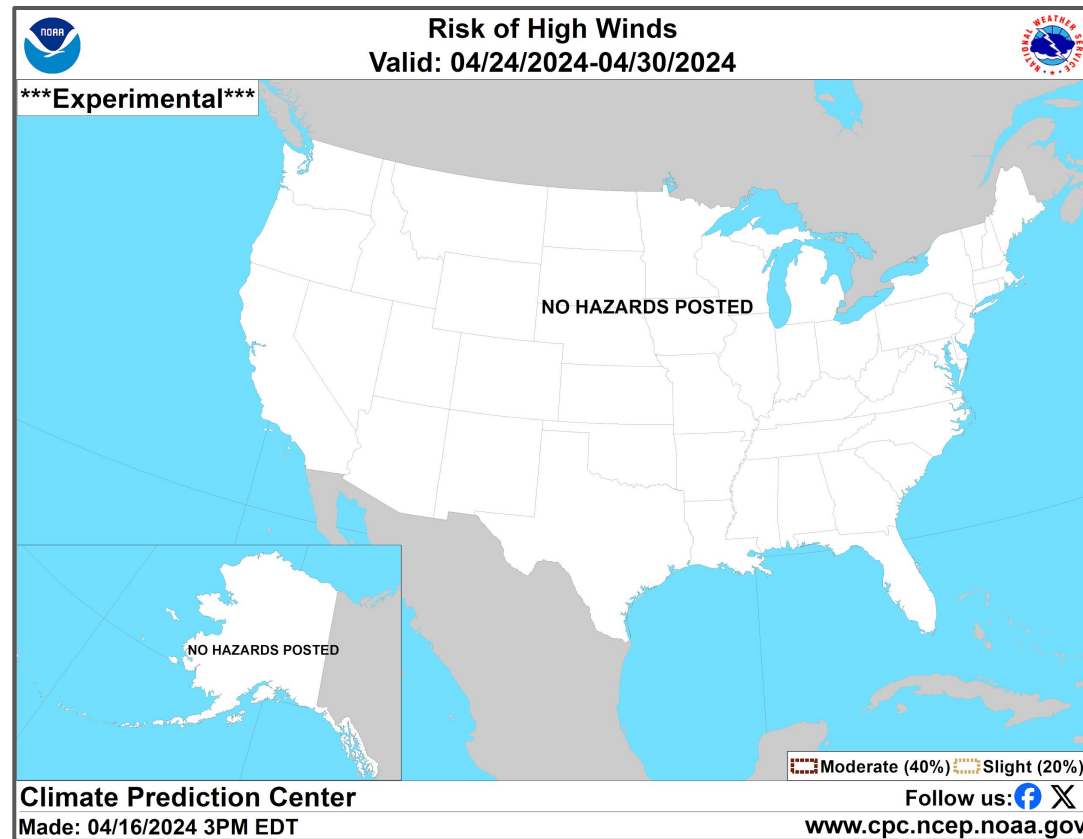 NOAA
Risk of High Winds
Valid: 04/24/2024-04/30/2024
NATIONAL WEATHER SERVICE
***Experimental***
NO HAZARDS POSTED
NO HAZARDS POSTED
Moderate (40%) Slight (20%)
Climate Prediction Center
Follow us:
Made: 04/16/2024 3PM EDT
www.cpc.ncep.noaa.gov